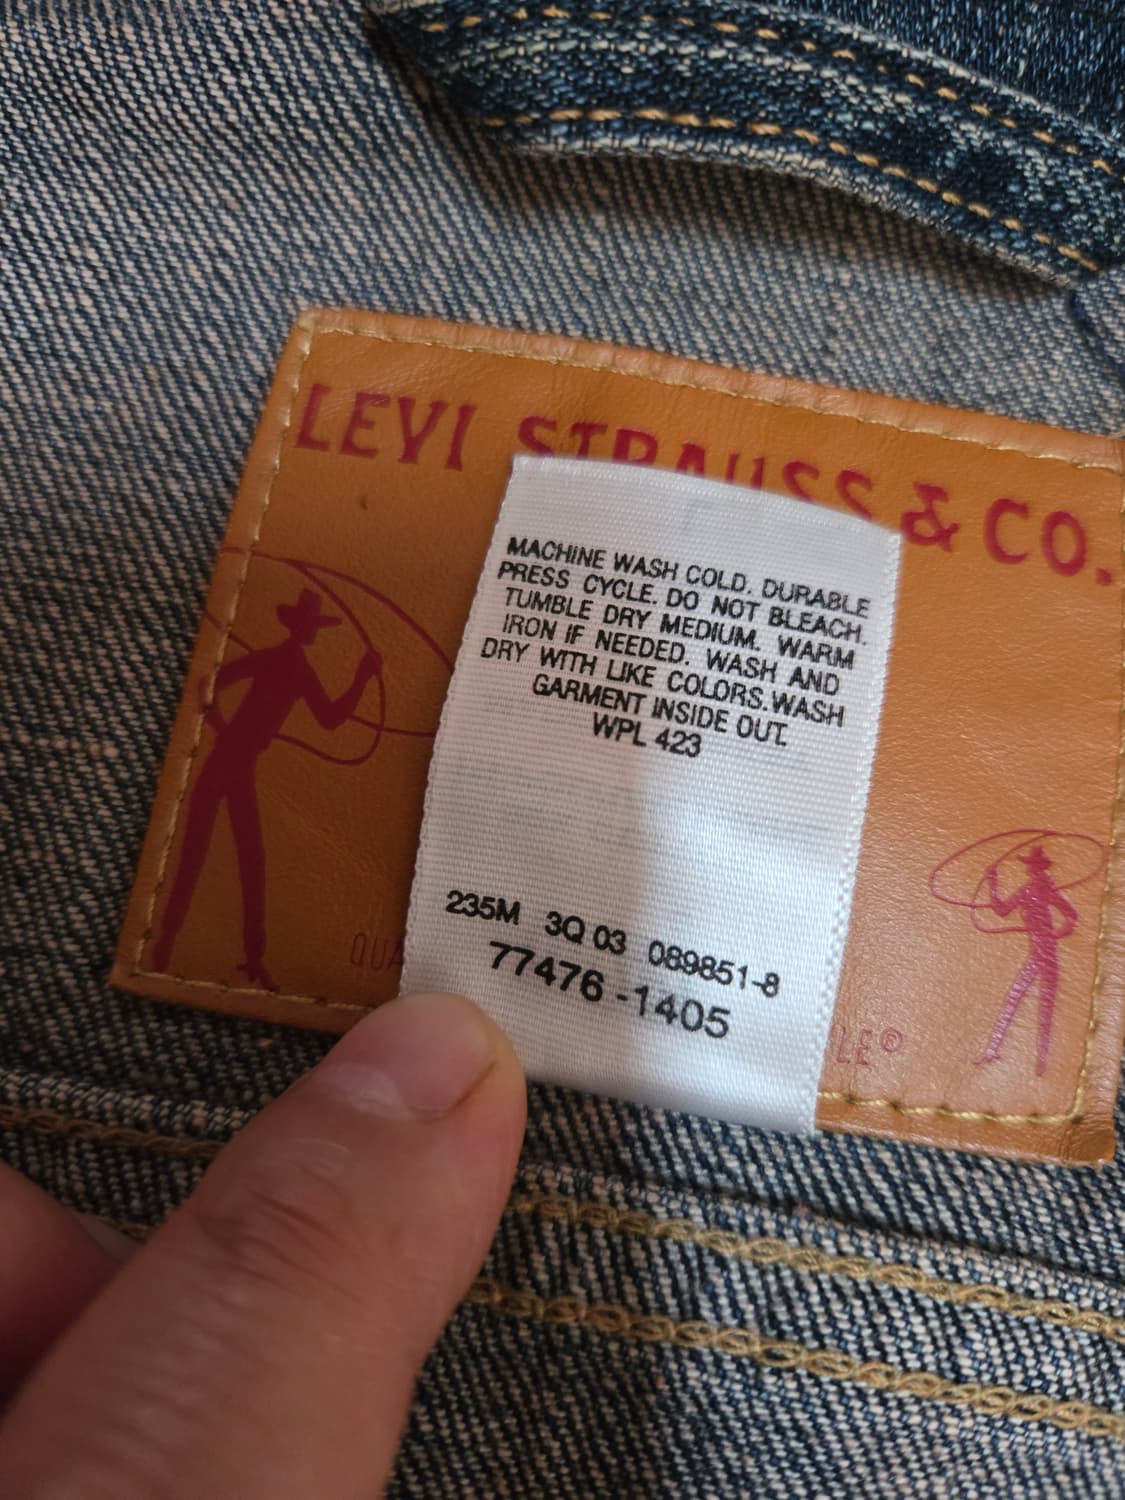 LEVI STRAUSS & CO.
MACHINE WASH COLD. DURABLE
PRESS CYCLE. DO NOT BLEACH.
TUMBLE DRY MEDIUM. WARM
IRON IF NEEDED. WASH AND
DRY WITH LIKE COLORS.WASH
GARMENT INSIDE OUT.
WPL 423
235M 3Q 03 089851-8
77476 -1405